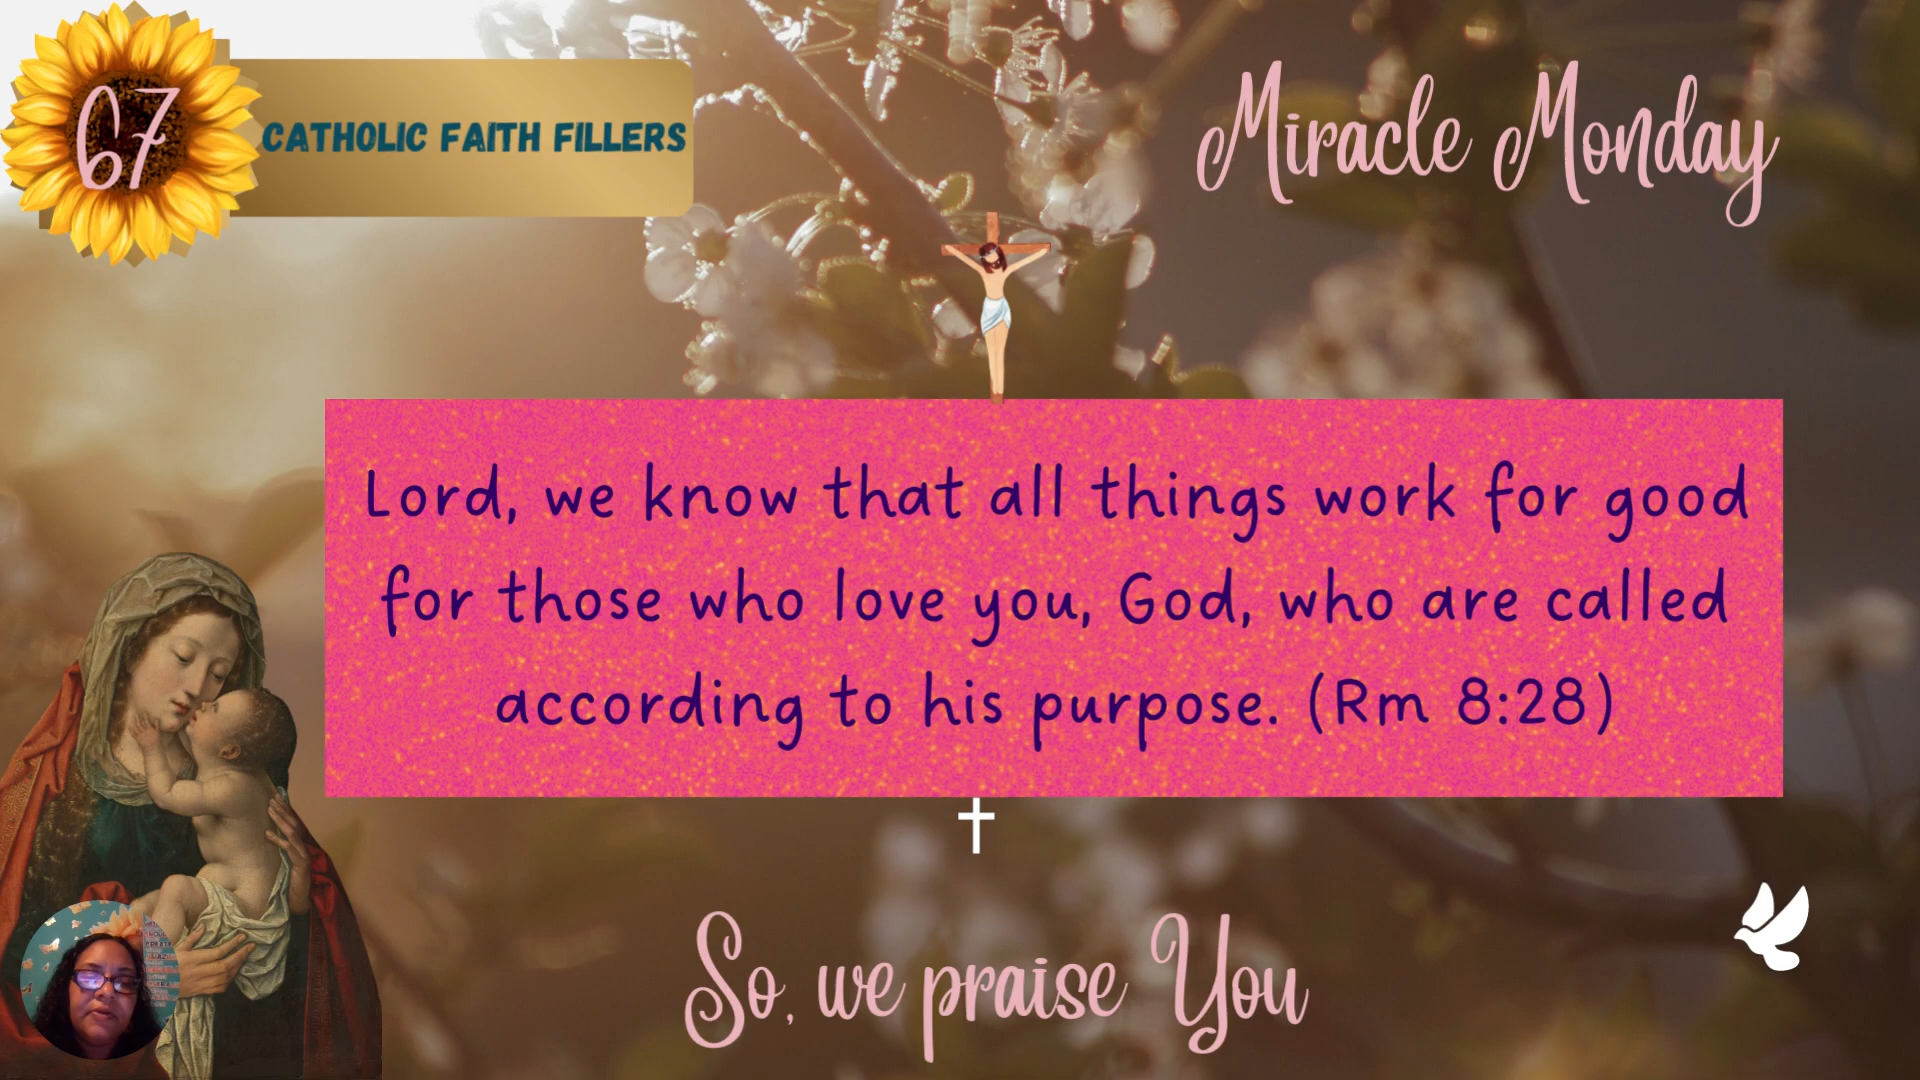 67
CATHOLIC FAITH FILLERS
Miracle Monday
Lord, we know that all things work for good
for those who love you, God, who are called
according to his purpose. (Rm 8:28)
So, we praise You